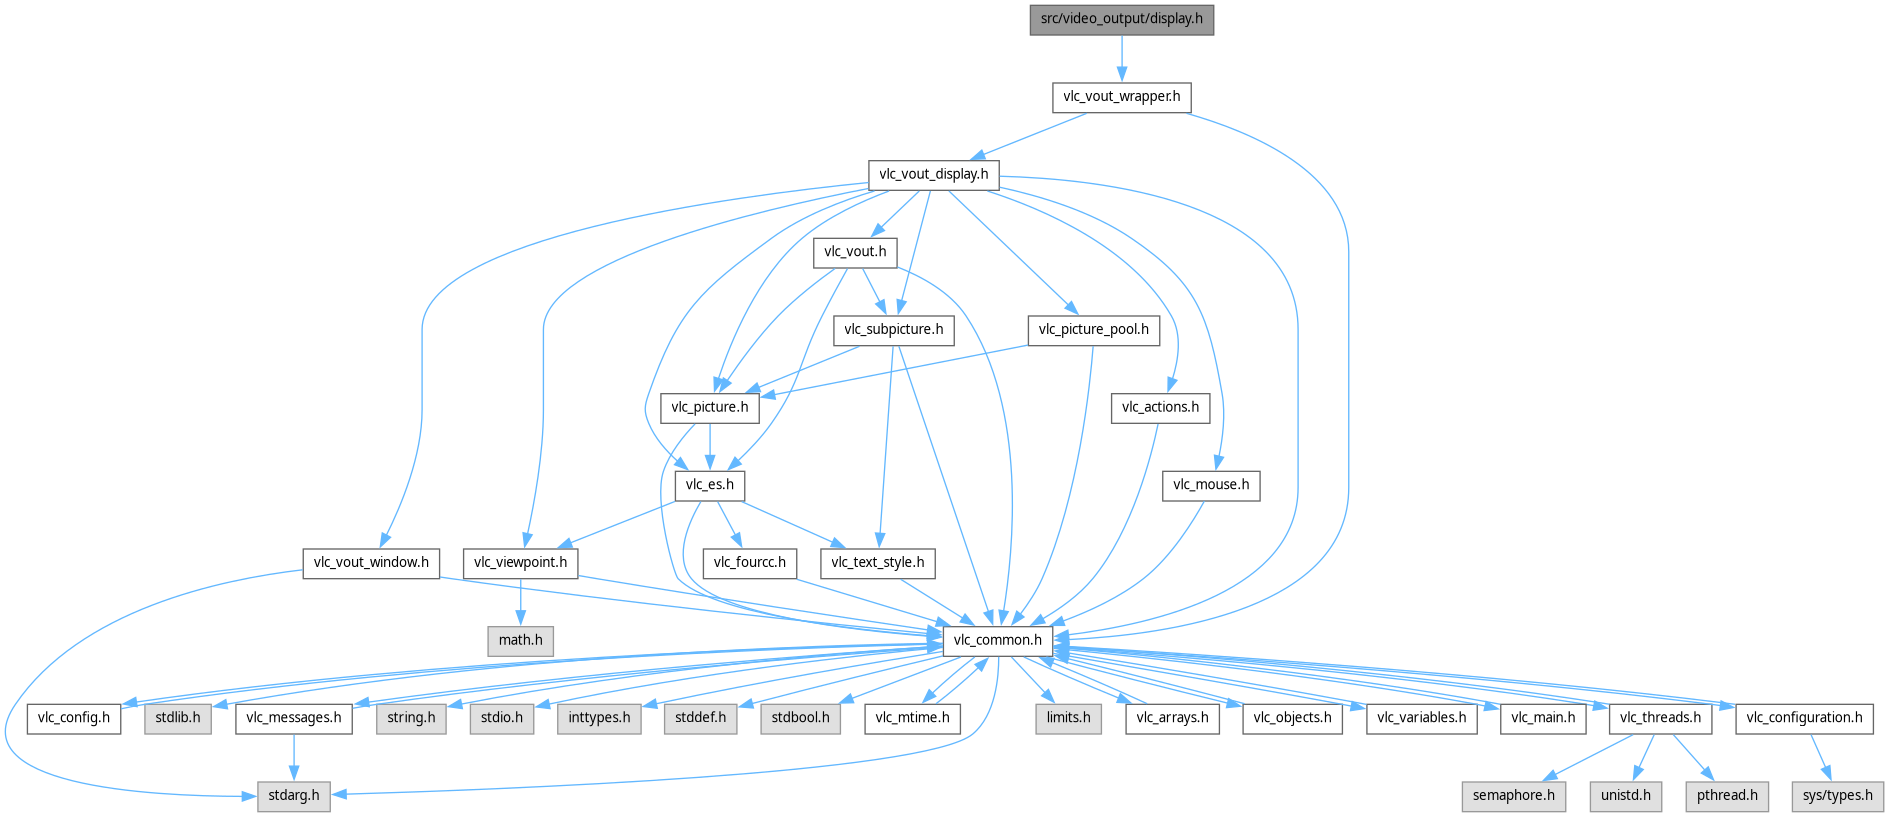 src/video_output/display.h
vlc_vout_wrapper.h
vlc_vout_display.h
vlc_vout.h
vlc_subpicture.h
vlc_picture_pool.h
vlc_picture.h
vlc_actions.h
vlc_es.h
vlc_mouse.h
vlc_vout_window.h
vlc_viewpoint.h
vlc_fourcc.h
vlc_text_style.h
math.h
vlc_common.h
vlc_config.h
stdlib.h
vlc_messages.h
string.h
stdio.h
inttypes.h
stddef.h
stdbool.h
vlc_mtime.h
limits.h
vlc_arrays.h
vlc_objects.h
vlc_variables.h
vlc_main.h
vlc_threads.h
vlc_configuration.h
stdarg.h
semaphore.h
unistd.h
pthread.h
sys/types.h